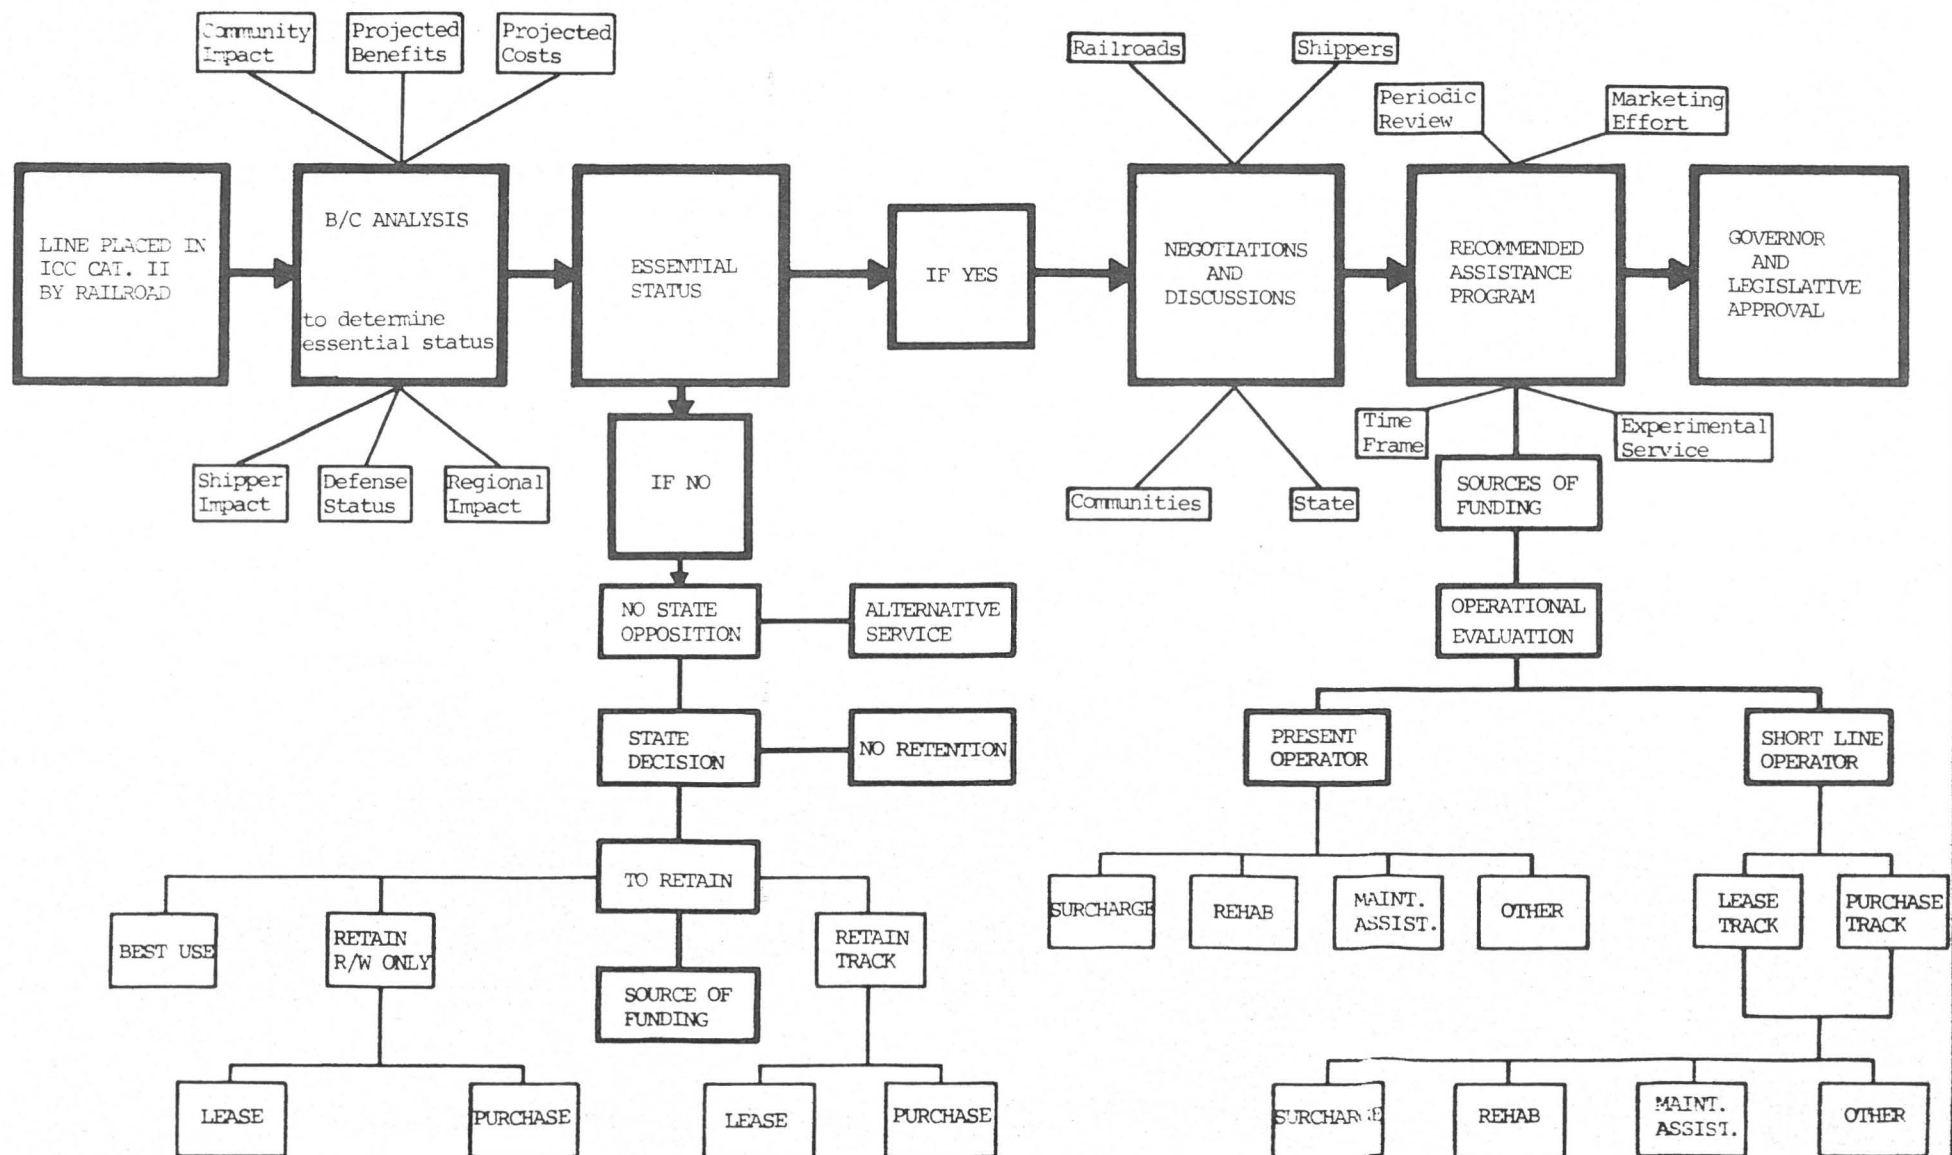 Community
Impact
Projected
Benefits
Projected
Costs
Railroads
Shippers
Periodic
Review
Marketing
Effort
LINE PLACED IN
ICC CAT. II
BY RAILROAD
B/C ANALYSIS
to determine
essential status
ESSENTIAL
STATUS
IF YES
NEGOTIATIONS
AND
DISCUSSIONS
RECOMMENDED
ASSISTANCE
PROGRAM
GOVERNOR
AND
LEGISLATIVE
APPROVAL
Shipper
Impact
Defense
Status
Regional
Impact
IF NO
Communities
State
Time
Frame
Experimental
Service
SOURCES OF
FUNDING
NO STATE
OPPOSITION
ALTERNATIVE
SERVICE
OPERATIONAL
EVALUATION
STATE
DECISION
NO RETENTION
PRESENT
OPERATOR
SHORT LINE
OPERATOR
TO RETAIN
SURCHARGE
REHAB
MAINT.
ASSIST.
OTHER
LEASE
TRACK
PURCHASE
TRACK
BEST USE
RETAIN
R/W ONLY
RETAIN
TRACK
SOURCE OF
FUNDING
LEASE
PURCHASE
LEASE
PURCHASE
SURCHARGE
REHAB
MAINT.
ASSIST.
OTHER